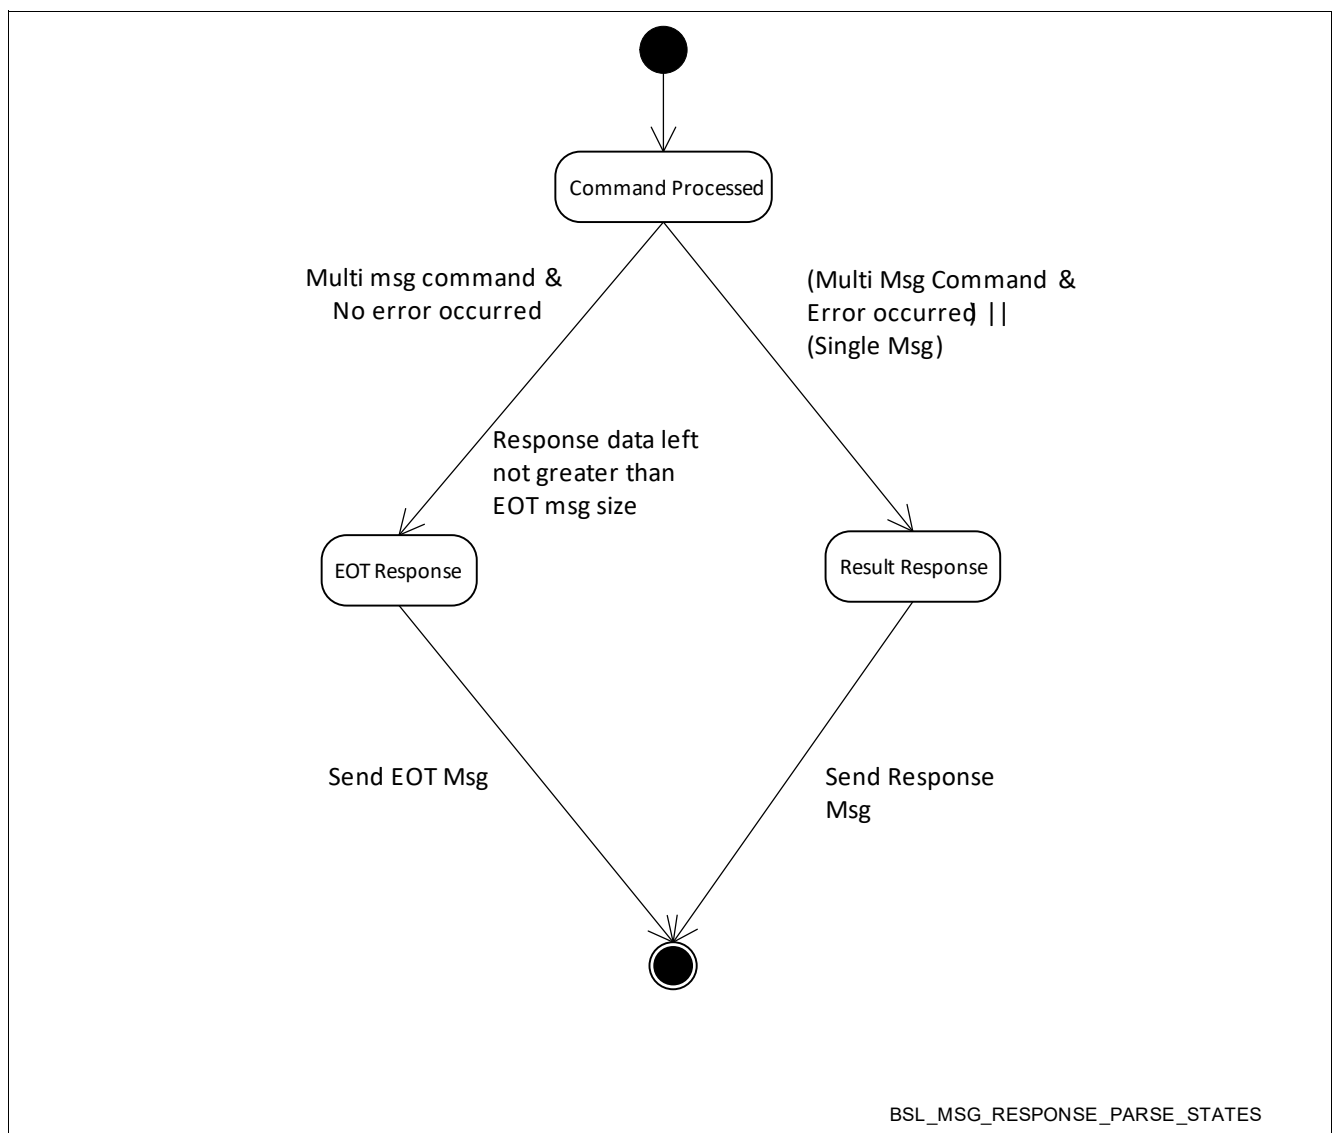 Command Processed
Multi msg command &
No error occurred
(Multi Msg Command &
Error occurred) ||
(Single Msg)
Response data left
not greater than
EOT msg size
EOT Response
Result Response
Send EOT Msg
Send Response
Msg
BSL_MSG_RESPONSE_PARSE_STATES